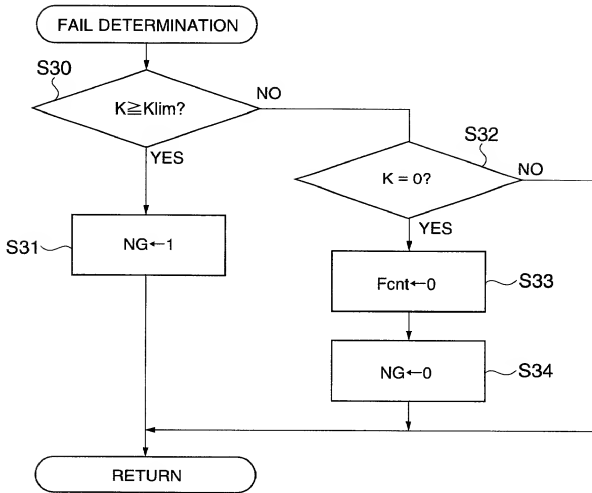 FAIL DETERMINATION
S30
K≧Klim?
NO
YES
S32
K = 0?
NO
YES
S31
NG←1
Fcnt←0
S33
NG←0
S34
RETURN